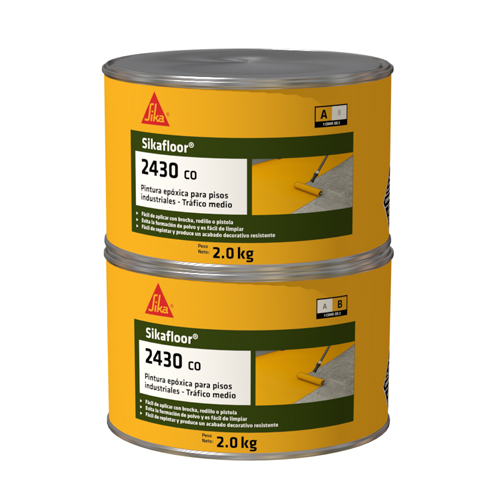 Sika
A B
Sikafloor®
2430 CO
Pintura epóxica para pisos
industriales - Tráfico medio
• Fácil de aplicar con brocha, rodillo o pistola
• Evita la formación de polvo y es fácil de limpiar
• Fácil de repintar y produce un acabado decorativo resistente
Peso
Neto: 2.0 kg
Sika
A B
Sikafloor®
2430 CO
Pintura epóxica para pisos
industriales - Tráfico medio
• Fácil de aplicar con brocha, rodillo o pistola
• Evita la formación de polvo y es fácil de limpiar
• Fácil de repintar y produce un acabado decorativo resistente
Peso
Neto: 2.0 kg